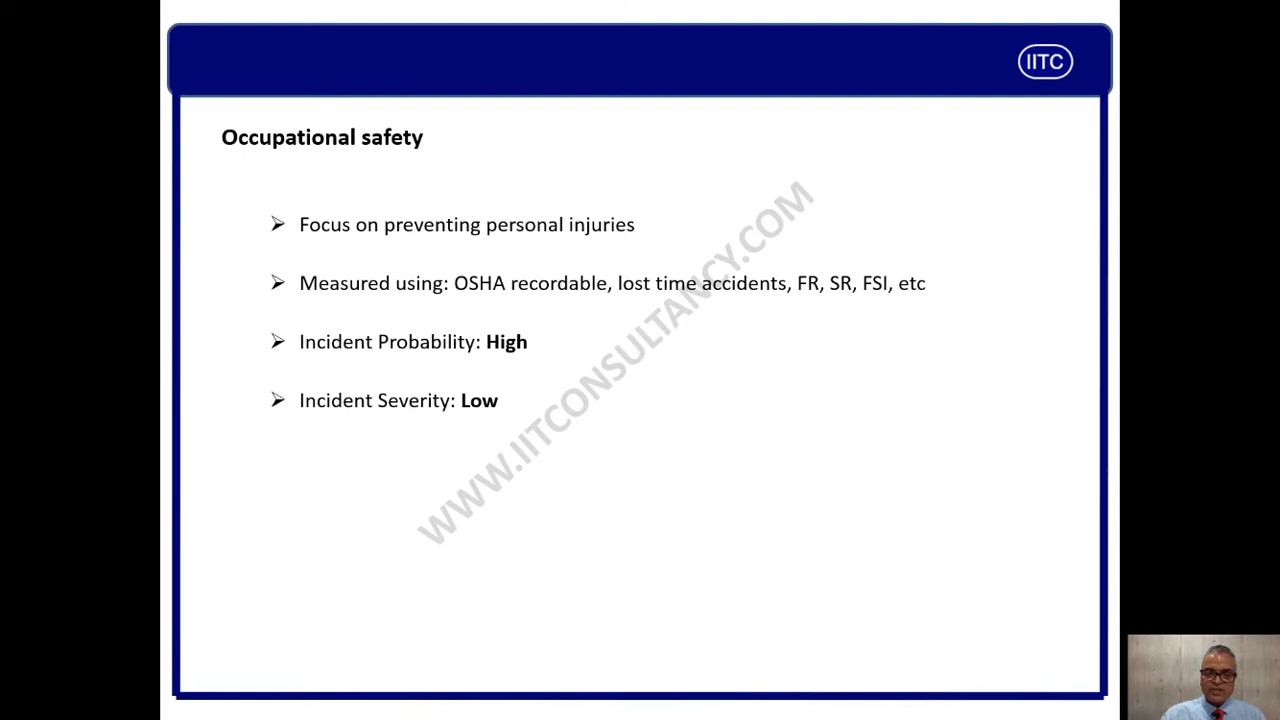 IITC
Occupational safety
Focus on preventing personal injuries
Measured using: OSHA recordable, lost time accidents, FR, SR, FSI, etc
Incident Probability: High
Incident Severity: Low
WWW.IITCONSULTANCY.COM